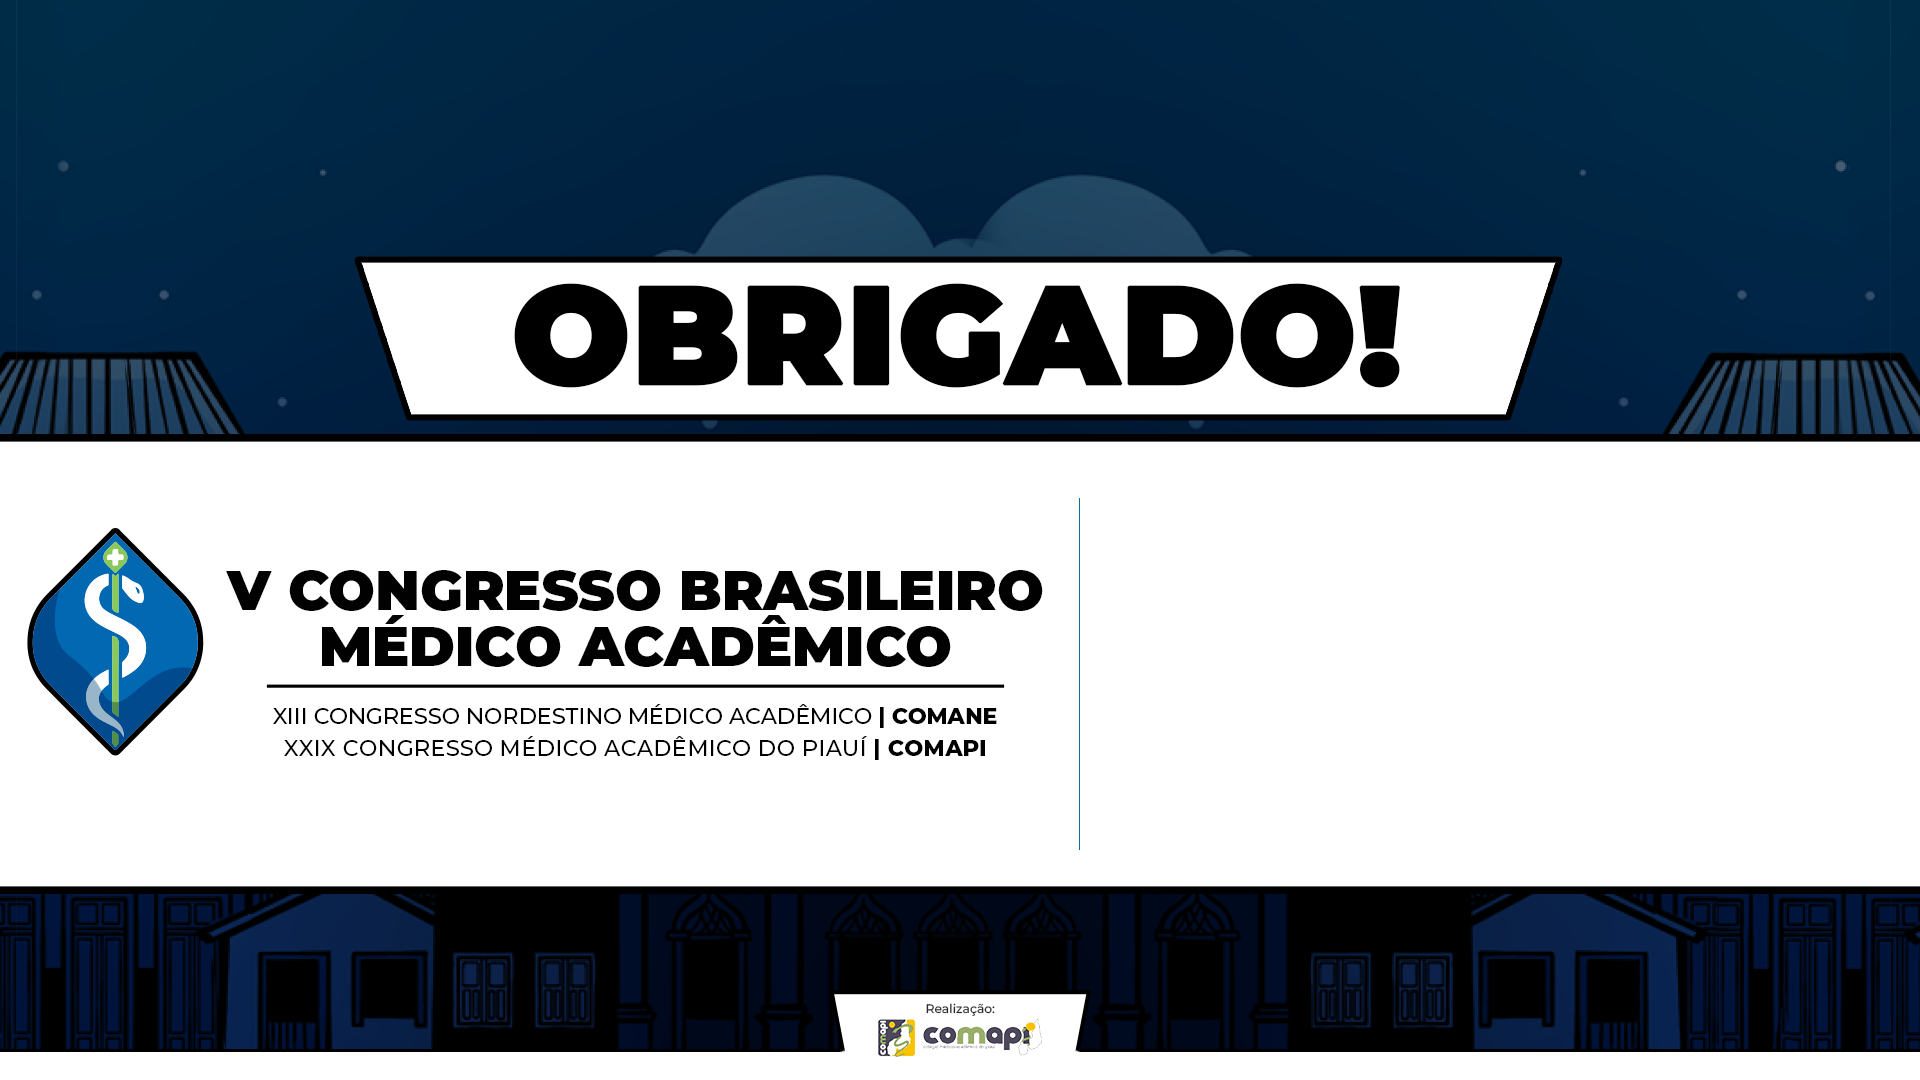 OBRIGADO!
V CONGRESSO BRASILEIRO
MÉDICO ACADÊMICO
XIII CONGRESSO NORDESTINO MÉDICO ACADÊMICO | COMANE
XXIX CONGRESSO MÉDICO ACADÊMICO DO PIAUÍ | COMAPI
Realização:
comapi
comapi